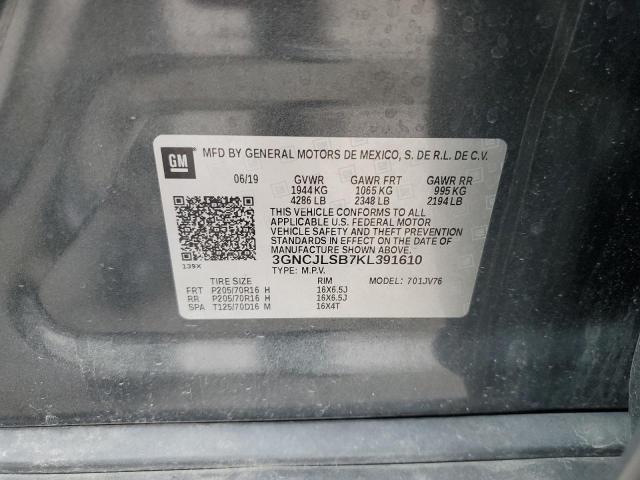 GM MFD BY GENERAL MOTORS DE MEXICO, S. DE R.L. DE C.V.
06/19 GVWR GAWR FRT GAWR RR
1944 KG 1065 KG 995 KG
4286 LB 2348 LB 2194 LB
THIS VEHICLE CONFORMS TO ALL
APPLICABLE U.S. FEDERAL MOTOR
VEHICLE SAFETY AND THEFT PREVENTION
STANDARDS IN EFFECT ON THE DATE OF
MANUFACTURE SHOWN ABOVE.
3GNCJLSB7KL391610
139X TYPE: M.P.V.
TIRE SIZE RIM MODEL: 701JV76
FRT P205/70R16 H 16X6.5J
RR P205/70R16 H 16X6.5J
SPA T125/70D16 M 16X4T